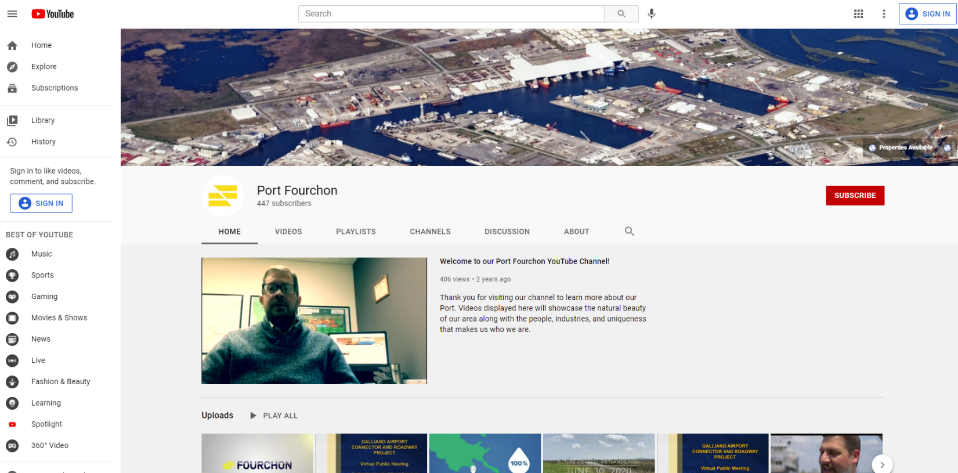 YouTube
Search
SIGN IN
Home
Explore
Subscriptions
Library
History
Sign in to like videos,
comment, and subscribe.
SIGN IN
BEST OF YOUTUBE
Music
Sports
Gaming
Movies & Shows
News
Live
Fashion & Beauty
Learning
Spotlight
360° Video
Properties Available
Port Fourchon
447 subscribers
SUBSCRIBE
HOME
VIDEOS
PLAYLISTS
CHANNELS
DISCUSSION
ABOUT
Welcome to our Port Fourchon YouTube Channel!
406 views • 2 years ago
Thank you for visiting our channel to learn more about our
Port. Videos displayed here will showcase the natural beauty
of our area along with the people, industries, and uniqueness
that makes us who we are.
Uploads
PLAY ALL
FOURCHON
GALLIANO AIRPORT
CONNECTOR AND ROADWAY
PROJECT
Virtual Public Meeting
100%
JUNE 30, 2020
GALLIANO AIRPORT
CONNECTOR AND ROADWAY
PROJECT
Virtual Public Meeting